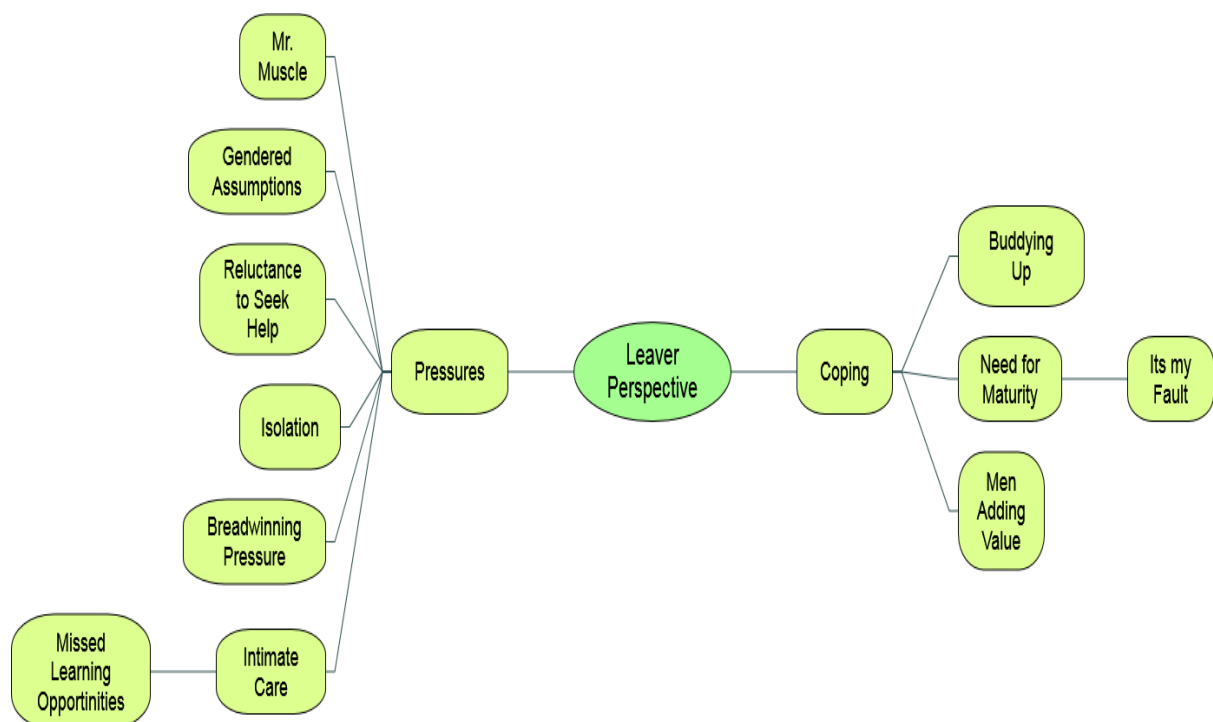 Mr.
Muscle
Gendered
Assumptions
Reluctance
to Seek
Help
Isolation
Breadwinning
Pressure
Missed
Learning
Opportinities
Intimate
Care
Pressures
Leaver
Perspective
Coping
Buddying
Up
Need for
Maturity
Its my
Fault
Men
Adding
Value